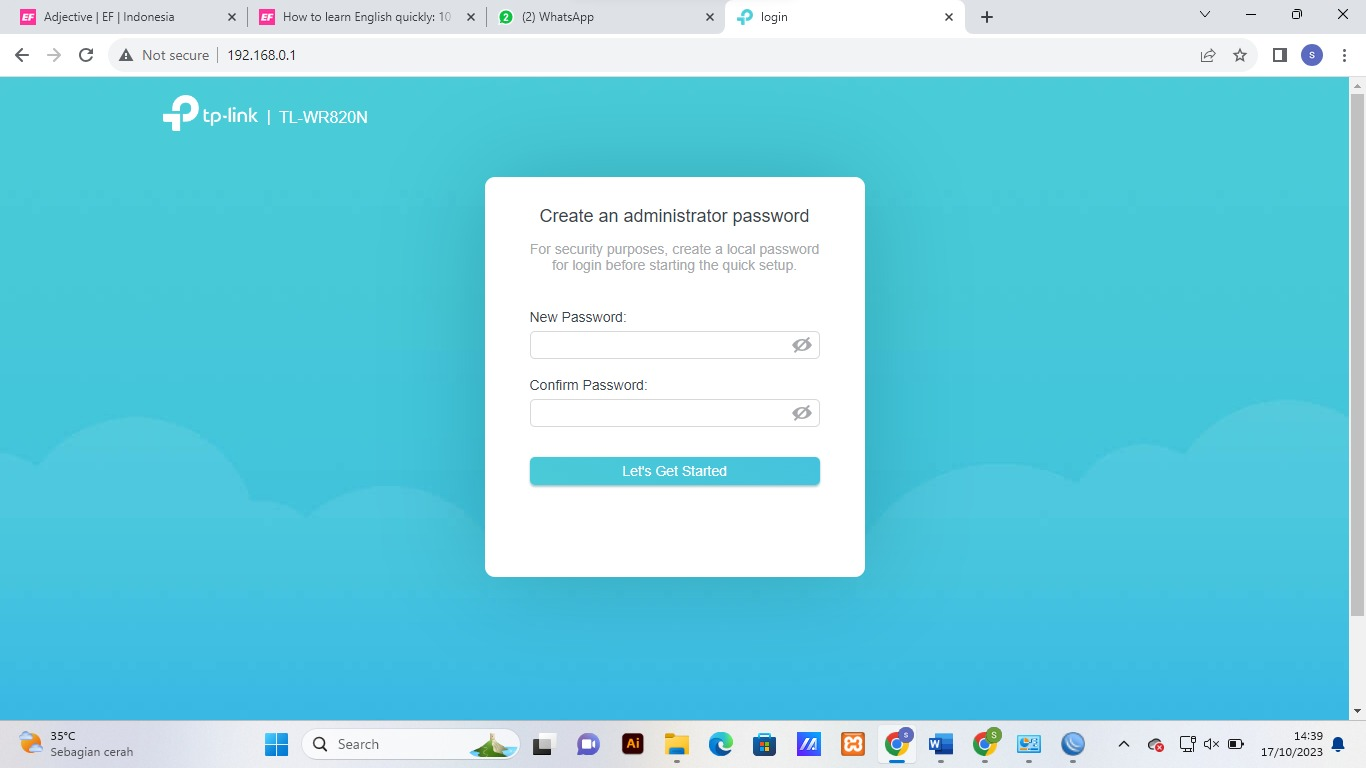 Adjective | EF | Indonesia
How to learn English quickly: 10
(2) WhatsApp
login
Not secure
192.168.0.1
S
tp-link | TL-WR820N
Create an administrator password
For security purposes, create a local password
for login before starting the quick setup.
New Password:
Confirm Password:
Let's Get Started
35°C
Sebagian cerah
Search
Ai
W
14:39
17/10/2023